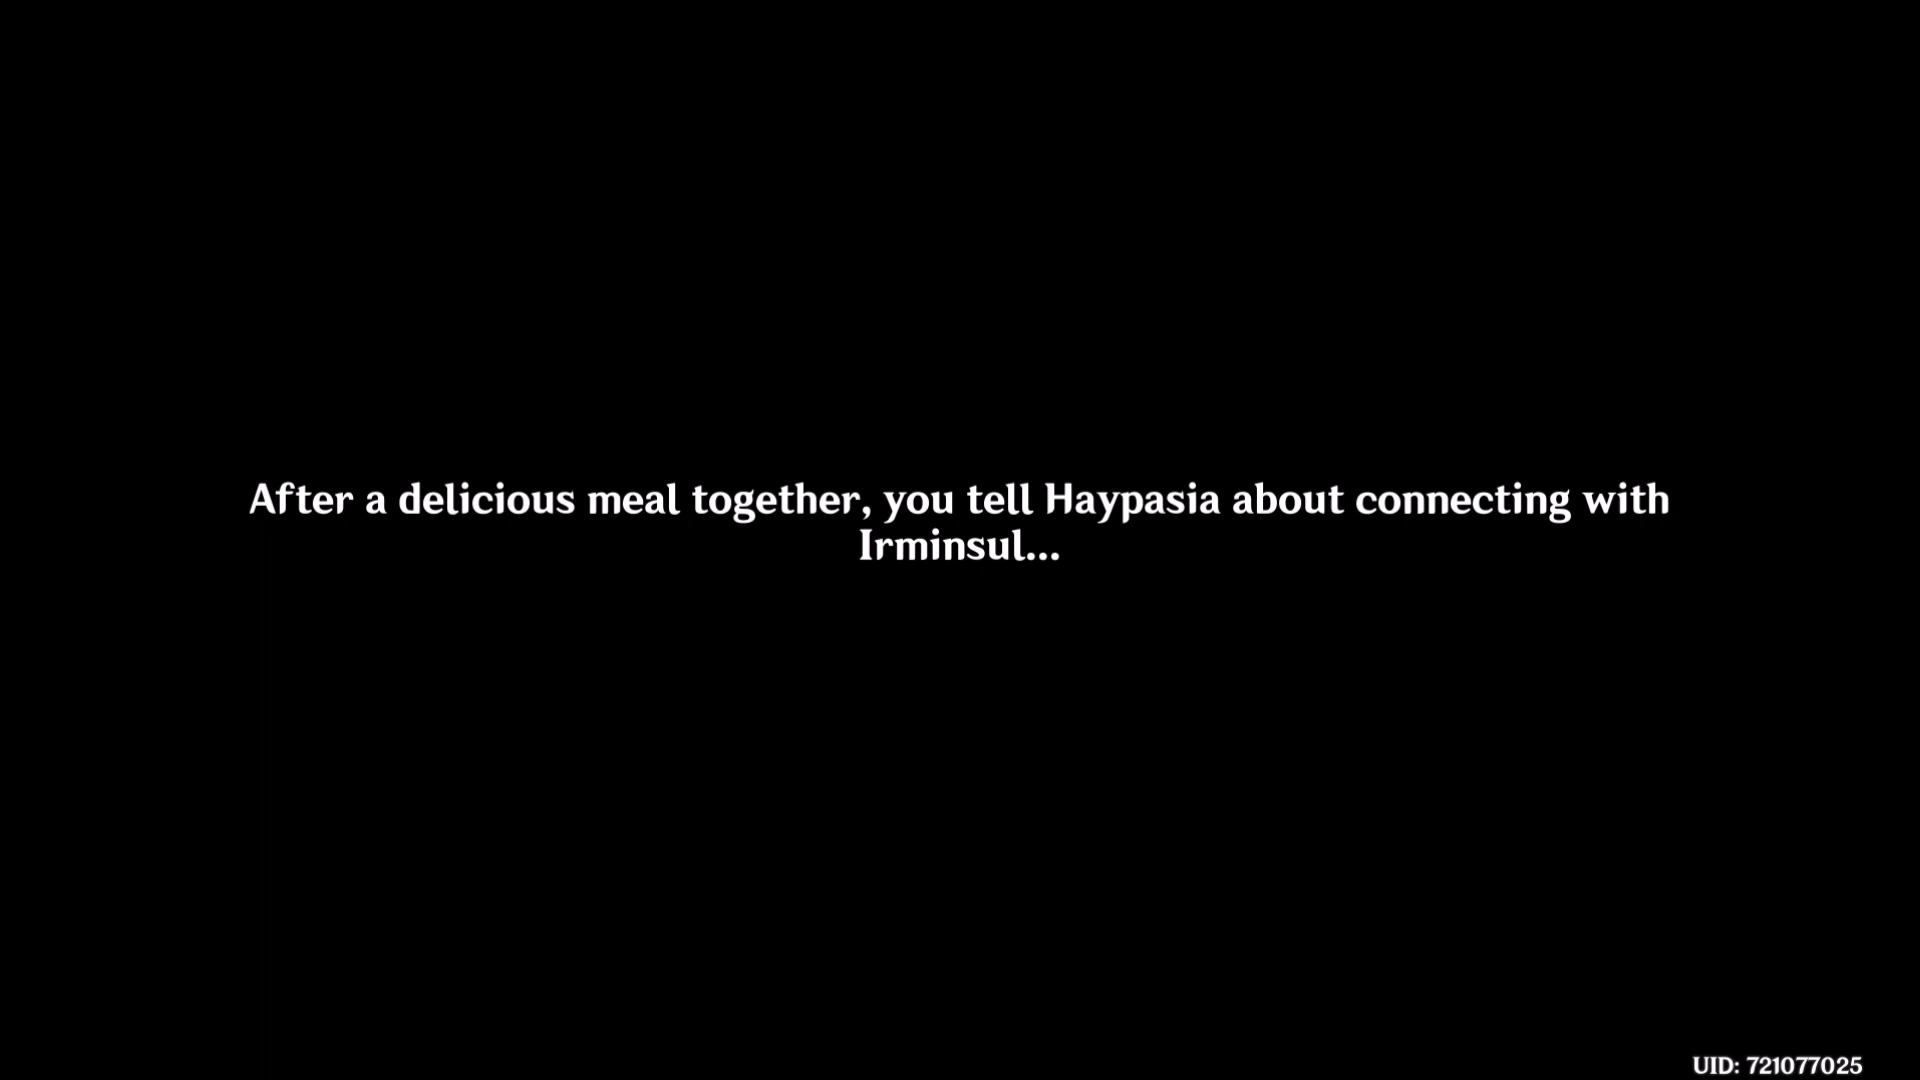 After a delicious meal together, you tell Haypasia about connecting with
Irminsul...
UID: 721077025